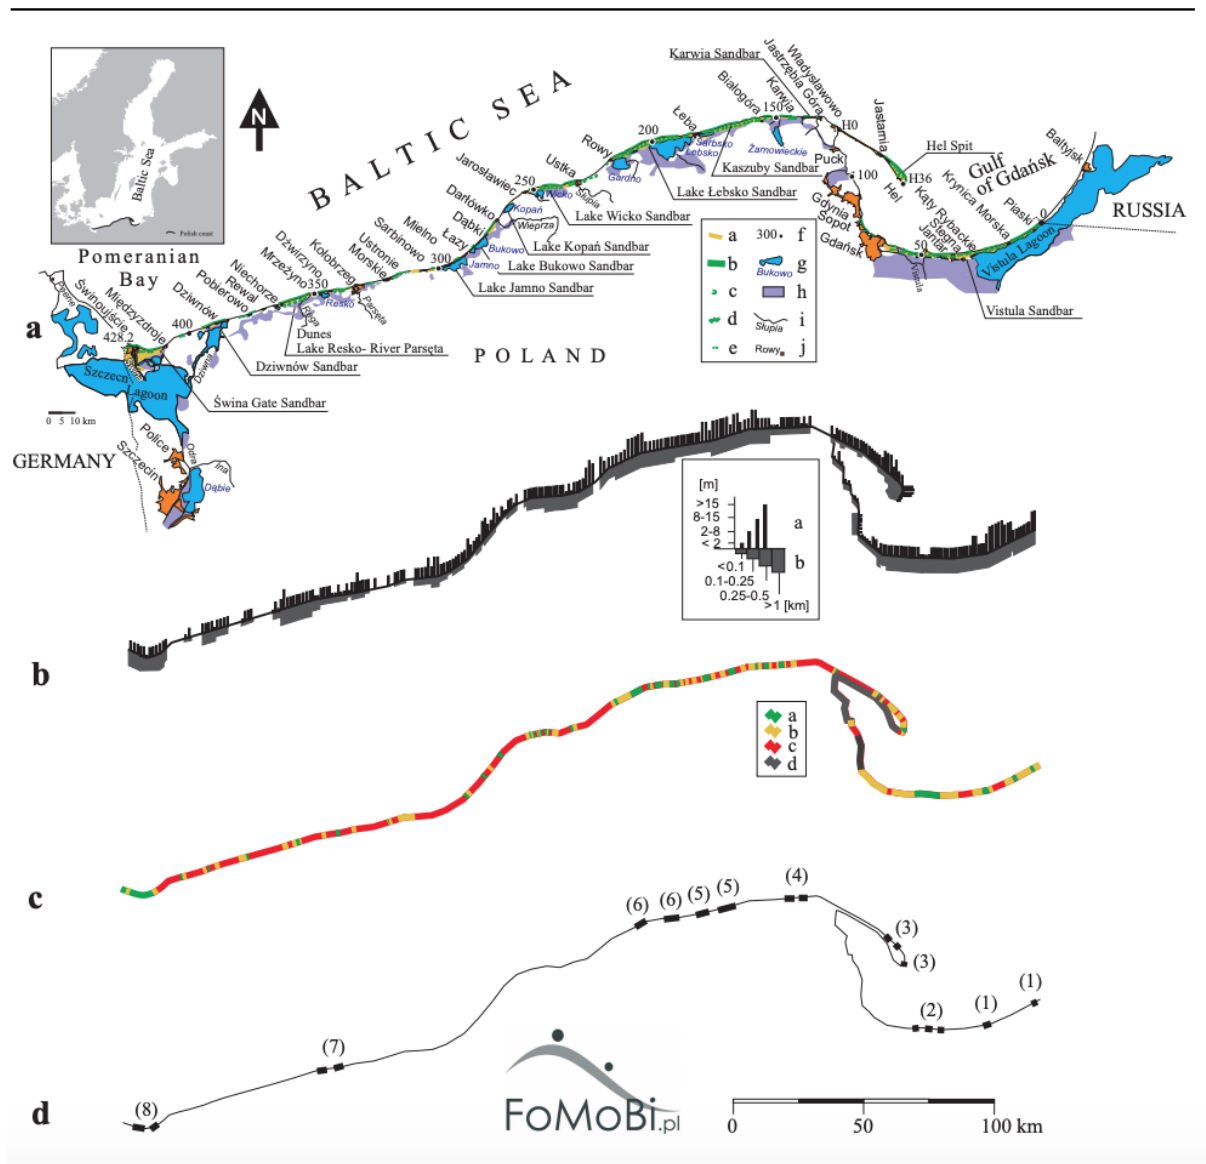 BALTIC SEA
N
Baltic Sea
Polish coast
Pomeranian
Bay
a
Peene
Świnoujście
428.2
Międzyzdroje
Dziwnów
400
Pobierowo
Rewal
Niechorze
Mrzeżyno
Dźwirzyno
350
Kołobrzeg
Ustronie
Morskie
Sarbinowo
Mielno
300
Łazy
Dąbki
Darłówko
Jarosławiec
250
Ustka
Rowy
200
Łeba
Białogóra
150
Karwia
Karwia Sandbar
Jastrzębia Góra
Władysławowo
H0
Jastarnia
Hel Spit
H36
Hel
Puck
100
Gulf
of Gdańsk
Baltyjsk
RUSSIA
Gdynia
Sopot
Gdańsk
50
Jantar
Stegna
Kąty Rybackie
Krynica Morska
Piaski
0
Vistula Lagoon
Vistula
Vistula Sandbar
Żarnowieckie
Sarbsko
Łebsko
Gardno
Kaszuby Sandbar
Lake Łebsko Sandbar
Słupia
Wicko
Lake Wicko Sandbar
Kopań
Wieprza
Lake Kopań Sandbar
Bukowo
Lake Bukowo Sandbar
Jamno
Lake Jamno Sandbar
Resko
Parsęta
Rega
Dunes
Lake Resko- River Parsęta
Dziwnów Sandbar
Dziwna
Świna Gate Sandbar
Szczecn
Lagoon
POLAND
0 5 10 km
GERMANY
Police
Szczecin
Odra
Ina
Dąbie
a 300 f
b Bukowo g
c h
d Słupia i
e Rowy j
b
[m]
>15
8-15
2-8
< 2
a
b
<0.1
0.1-0.25
0.25-0.5
>1 [km]
c
a
b
c
d
d
(8)
(7)
(6)
(6)
(5)
(5)
(4)
(3)
(3)
(2)
(1)
(1)
FoMoBi.pl
0 50 100 km